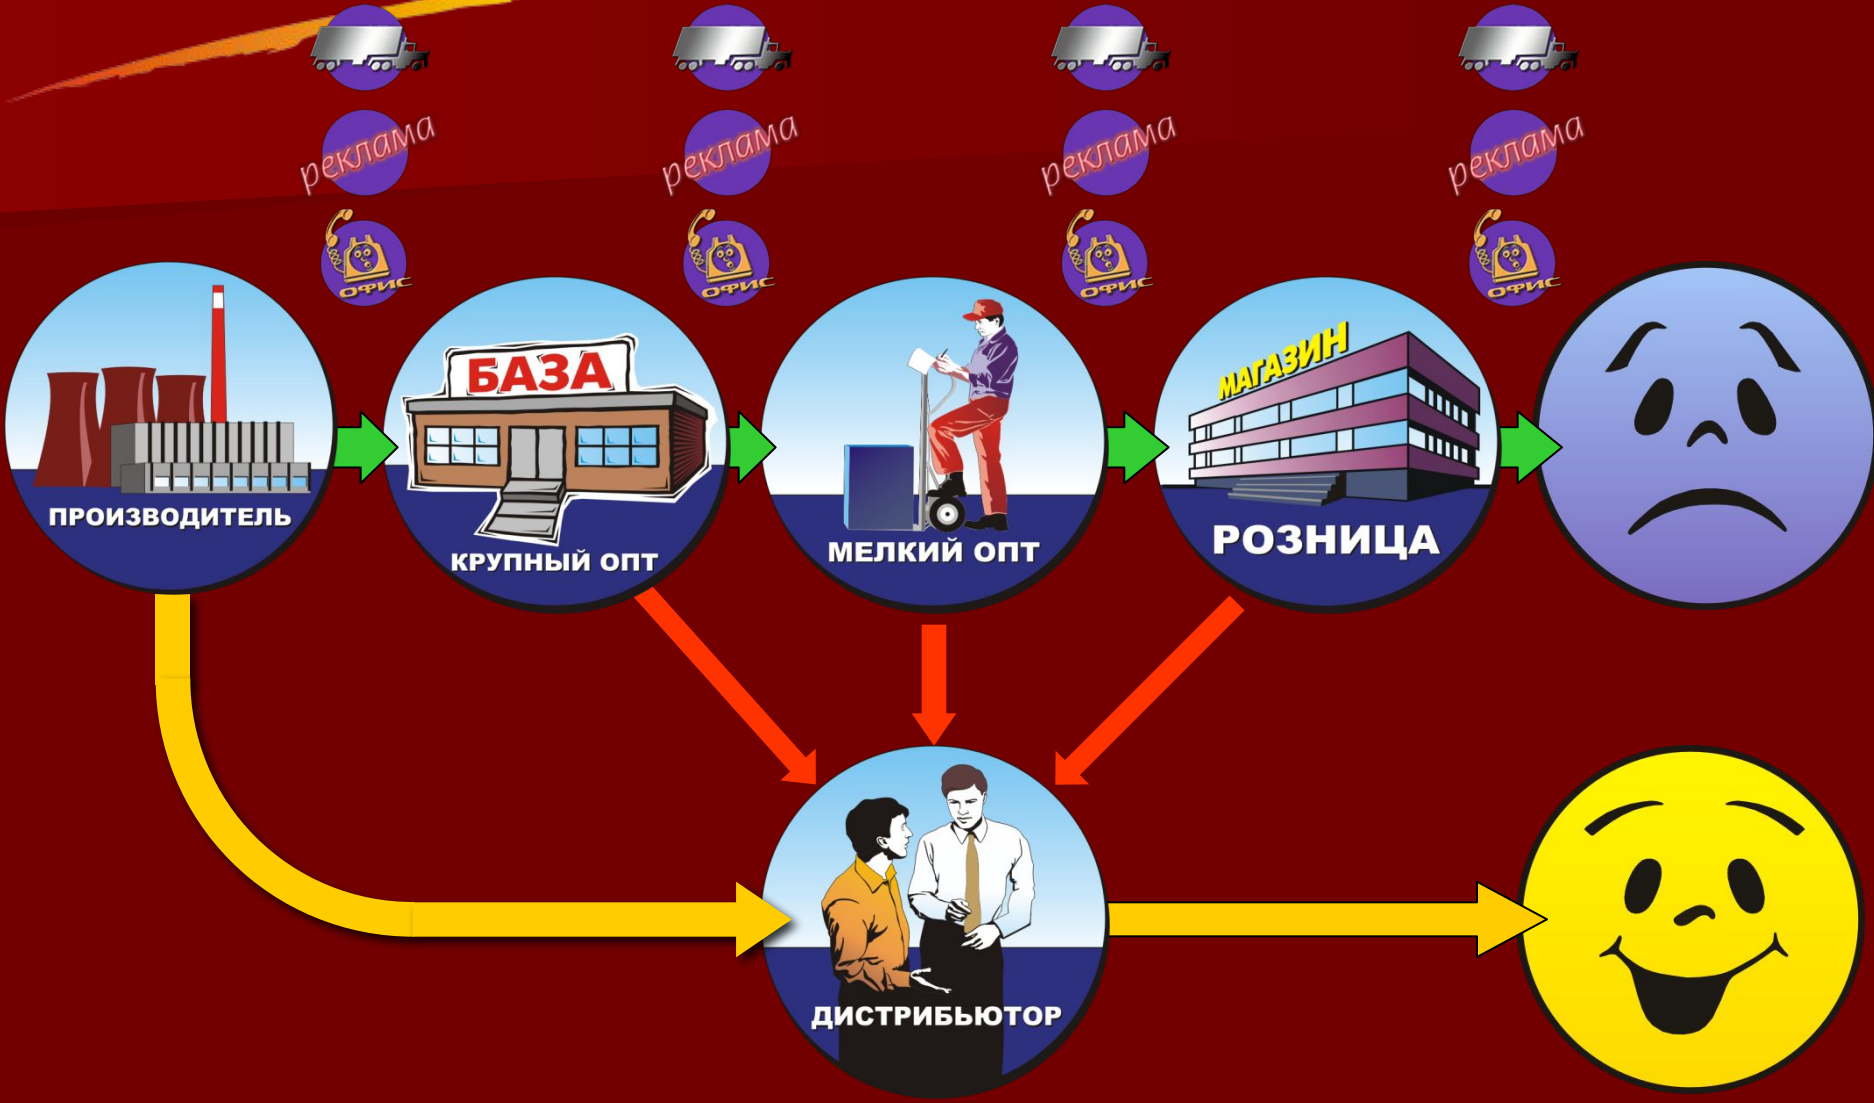 реклама
реклама
реклама
реклама
ОФИС
ОФИС
ОФИС
ОФИС
ПРОИЗВОДИТЕЛЬ
БАЗА
КРУПНЫЙ ОПТ
МЕЛКИЙ ОПТ
МАГАЗИН
РОЗНИЦА
ДИСТРИБЬЮТОР